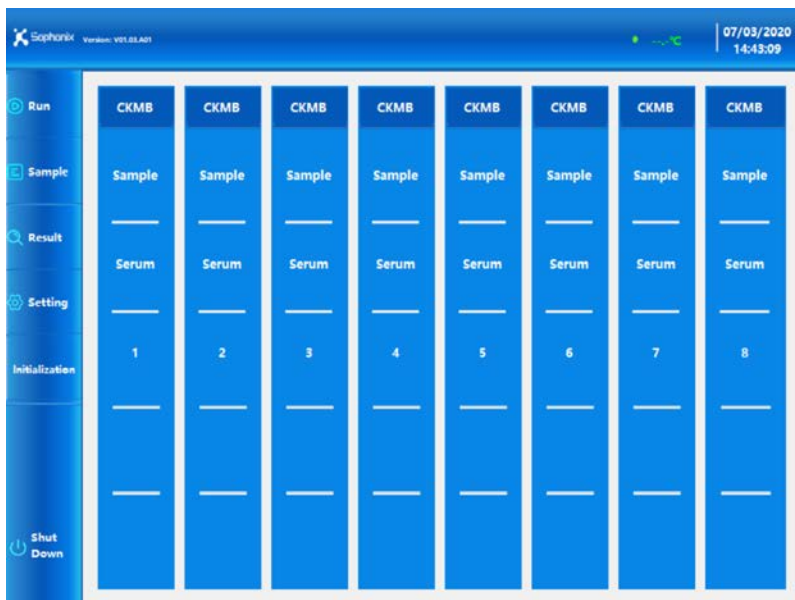 Sophonix Version: V01.03.A01
--.-℃
07/03/2020
14:43:09
Run
Sample
Result
Setting
Initialization
Shut
Down
CKMB CKMB CKMB CKMB CKMB CKMB CKMB CKMB
Sample Sample Sample Sample Sample Sample Sample Sample
Serum Serum Serum Serum Serum Serum Serum Serum
1 2 3 4 5 6 7 8